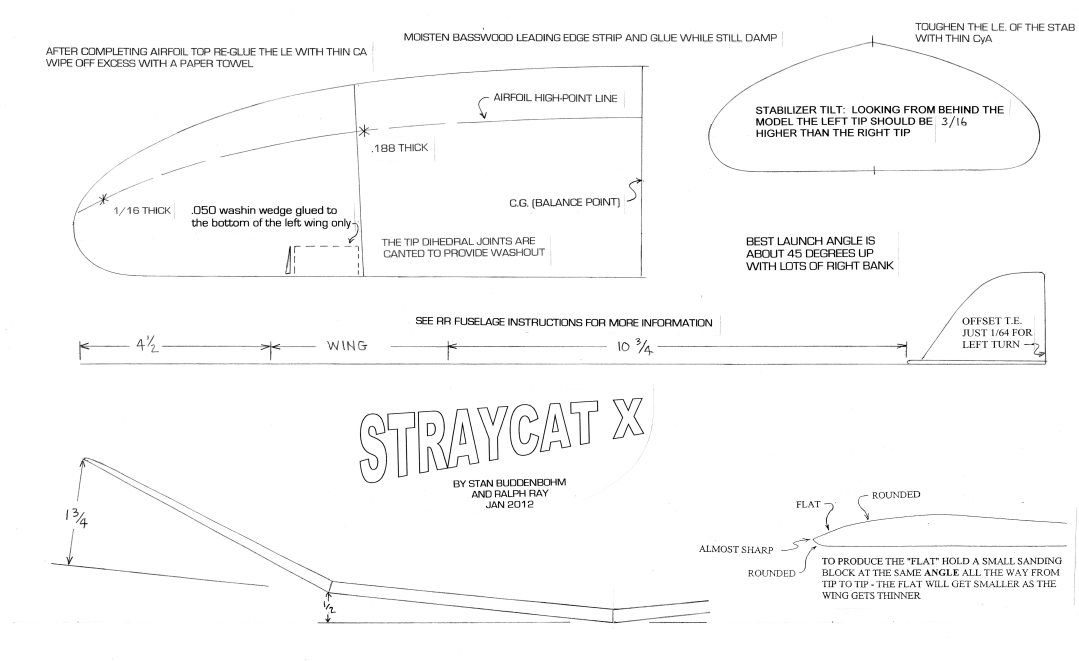 AFTER COMPLETING AIRFOIL TOP RE-GLUE THE LE WITH THIN CA
WIPE OFF EXCESS WITH A PAPER TOWEL
MOISTEN BASSWOOD LEADING EDGE STRIP AND GLUE WHILE STILL DAMP
TOUGHEN THE L.E. OF THE STAB
WITH THIN CyA
AIRFOIL HIGH-POINT LINE
.188 THICK
1/16 THICK
.050 washin wedge glued to
the bottom of the left wing only
C.G. (BALANCE POINT)
THE TIP DIHEDRAL JOINTS ARE
CANTED TO PROVIDE WASHOUT
STABILIZER TILT: LOOKING FROM BEHIND THE
MODEL THE LEFT TIP SHOULD BE 3/16
HIGHER THAN THE RIGHT TIP
BEST LAUNCH ANGLE IS
ABOUT 45 DEGREES UP
WITH LOTS OF RIGHT BANK
SEE RR FUSELAGE INSTRUCTIONS FOR MORE INFORMATION
4 1/2
WING
10 3/4
OFFSET T.E.
JUST 1/64 FOR
LEFT TURN
STRAYCAT X
BY STAN BUDDENBOHM
AND RALPH RAY
JAN 2012
1 3/4
1/2
FLAT
ROUNDED
ALMOST SHARP
ROUNDED
TO PRODUCE THE "FLAT" HOLD A SMALL SANDING
BLOCK AT THE SAME ANGLE ALL THE WAY FROM
TIP TO TIP - THE FLAT WILL GET SMALLER AS THE
WING GETS THINNER